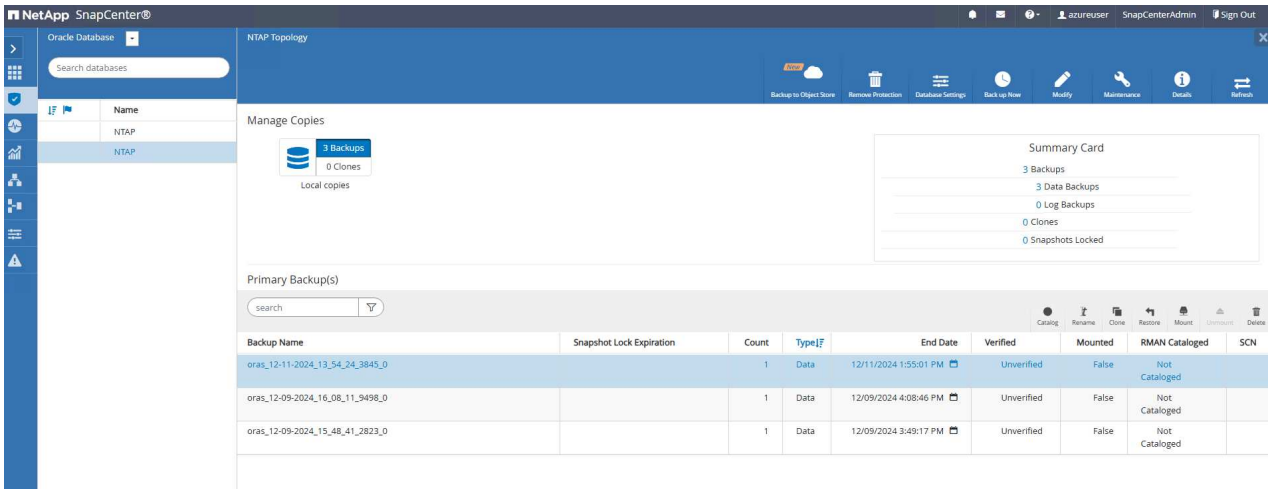 NetApp SnapCenter®
azureuser SnapCenterAdmin Sign Out
Oracle Database
NTAP Topology
Search databases
New
Backup to Object Store Remove Protection Database Settings Back up Now Modify Maintenance Details Refresh
Name
NTAP
NTAP
Manage Copies
3 Backups
0 Clones
Local copies
Summary Card
3 Backups
3 Data Backups
0 Log Backups
0 Clones
0 Snapshots Locked
Primary Backup(s)
search
Catalog Rename Clone Restore Mount Unmount Delete
Backup Name Snapshot Lock Expiration Count Type End Date Verified Mounted RMAN Cataloged SCN
oras_12-11-2024_13_54_24_3845_0 1 Data 12/11/2024 1:55:01 PM Unverified False Not Cataloged
oras_12-09-2024_16_08_11_9498_0 1 Data 12/09/2024 4:08:46 PM Unverified False Not Cataloged
oras_12-09-2024_15_48_41_2823_0 1 Data 12/09/2024 3:49:17 PM Unverified False Not Cataloged